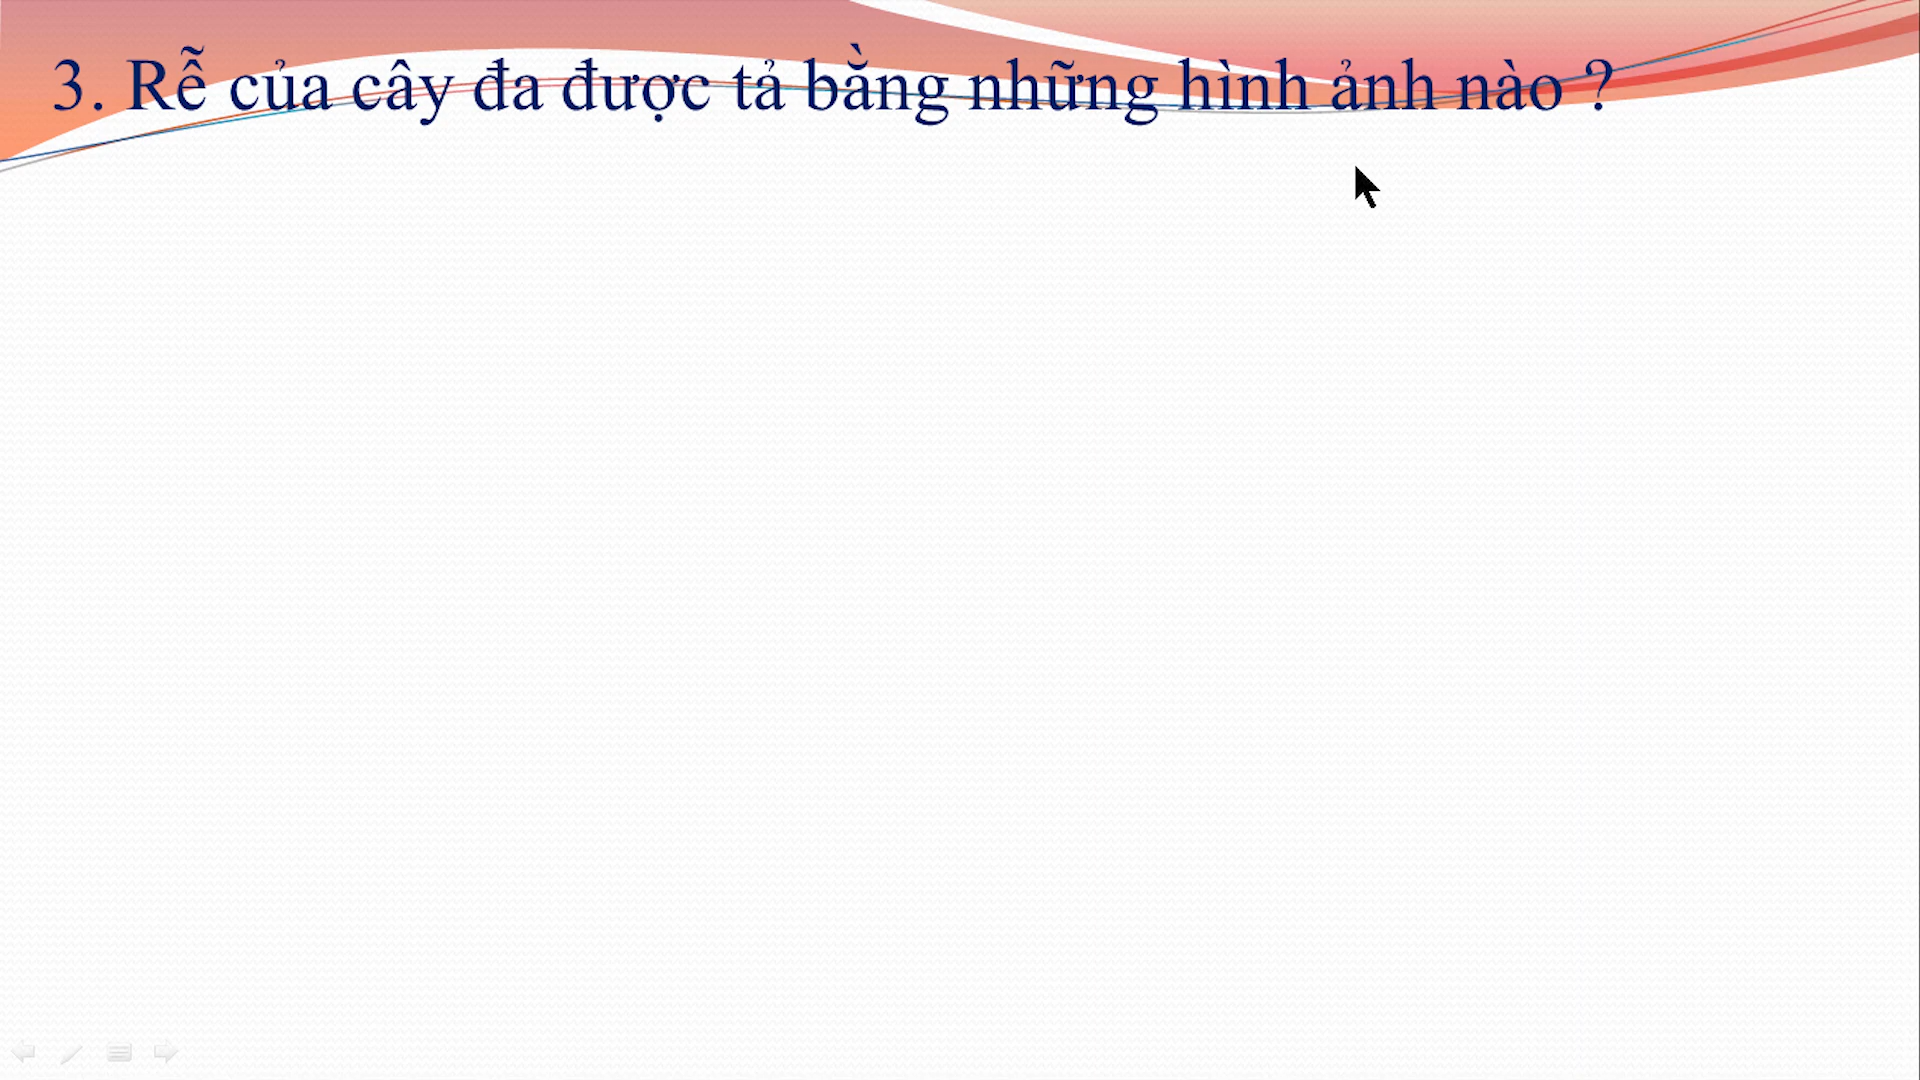 3. Rễ của cây đa được tả bằng những hình ảnh nào ?